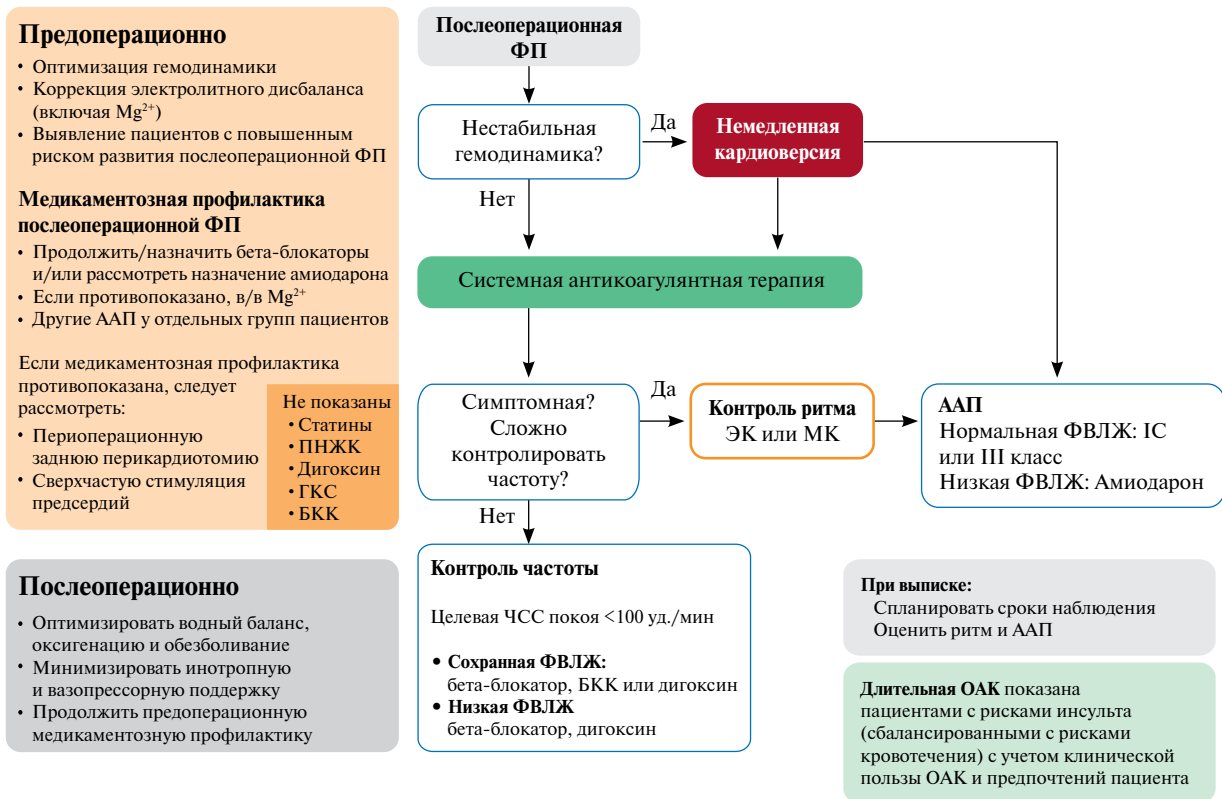 Предоперационно
• Оптимизация гемодинамики
• Коррекция электролитного дисбаланса
(включая Mg²⁺)
• Выявление пациентов с повышенным
риском развития послеоперационной ФП
Медикаментозная профилактика
послеоперационной ФП
• Продолжить/назначить бета-блокаторы
и/или рассмотреть назначение амиодарона
• Если противопоказано, в/в Mg²⁺
• Другие ААП у отдельных групп пациентов
Если медикаментозная профилактика
противопоказана, следует
рассмотреть:
• Периоперационную
заднюю перикардиотомию
• Сверхчастую стимуляция
предсердий
Не показаны
• Статины
• ПНЖК
• Дигоксин
• ГКС
• БКК
Послеоперационно
• Оптимизировать водный баланс,
оксигенацию и обезболивание
• Минимизировать инотропную
и вазопрессорную поддержку
• Продолжить предоперационную
медикаментозную профилактику
Послеоперационная
ФП
Нестабильная
гемодинамика?
Да
Немедленная
кардиоверсия
Нет
Системная антикоагулянтная терапия
Симптомная?
Сложно
контролировать
частоту?
Да
Контроль ритма
ЭК или МК
ААП
Нормальная ФВЛЖ: IC
или III класс
Низкая ФВЛЖ: Амиодарон
Нет
Контроль частоты
Целевая ЧСС покоя <100 уд./мин
• Сохранная ФВЛЖ:
бета-блокатор, БКК или дигоксин
• Низкая ФВЛЖ
бета-блокатор, дигоксин
При выписке:
Спланировать сроки наблюдения
Оценить ритм и ААП
Длительная ОАК показана
пациентами с рисками инсульта
(сбалансированными с рисками
кровотечения) с учетом клинической
пользы ОАК и предпочтений пациента